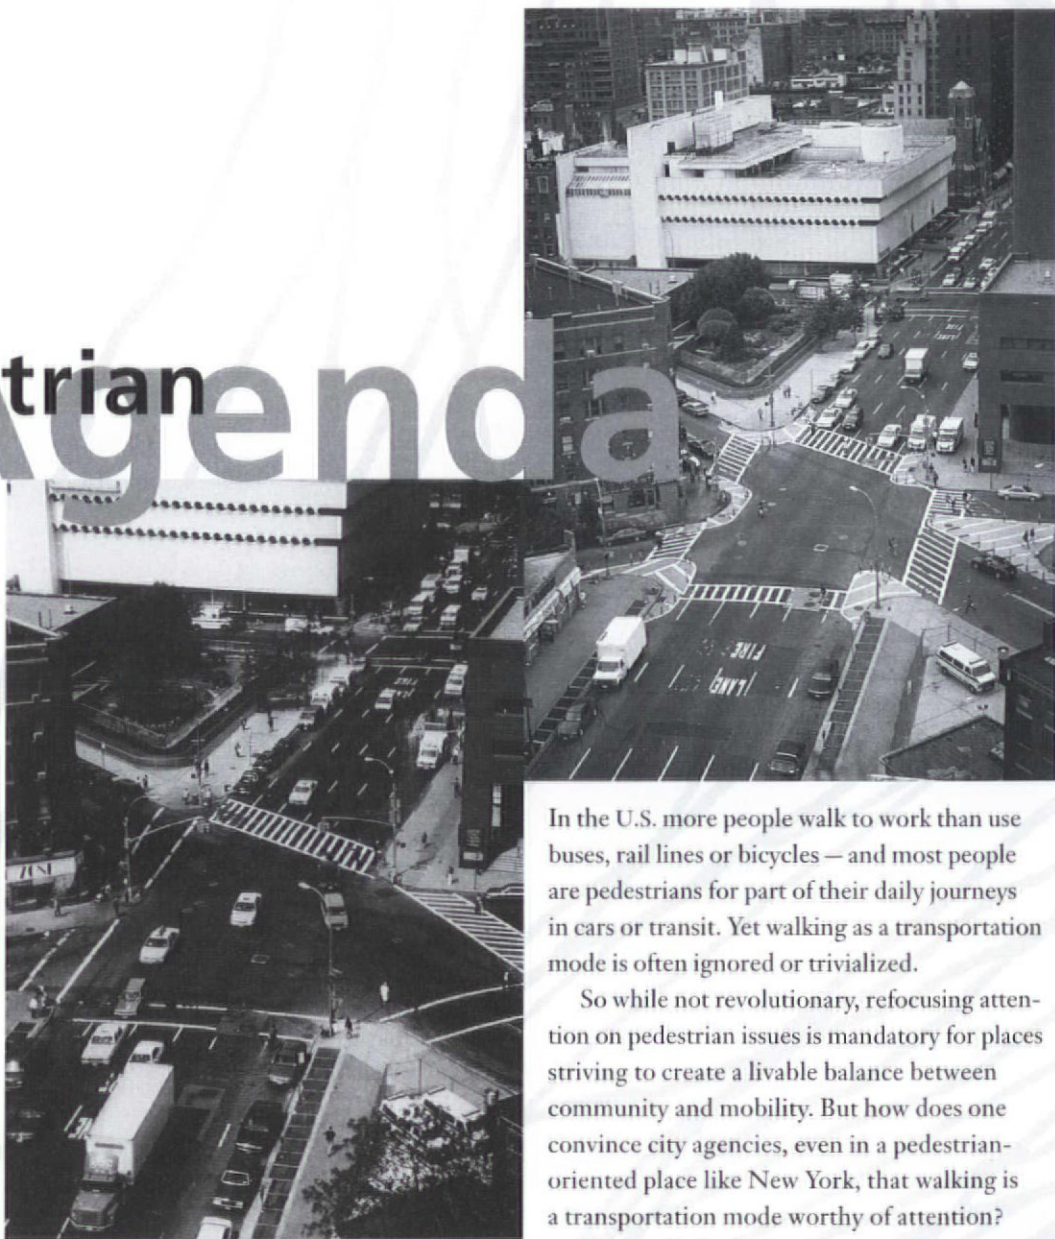 trian
Agenda
FIRE
LANE
In the U.S. more people walk to work than use
buses, rail lines or bicycles — and most people
are pedestrians for part of their daily journeys
in cars or transit. Yet walking as a transportation
mode is often ignored or trivialized.
So while not revolutionary, refocusing atten-
tion on pedestrian issues is mandatory for places
striving to create a livable balance between
community and mobility. But how does one
convince city agencies, even in a pedestrian-
oriented place like New York, that walking is
a transportation mode worthy of attention?